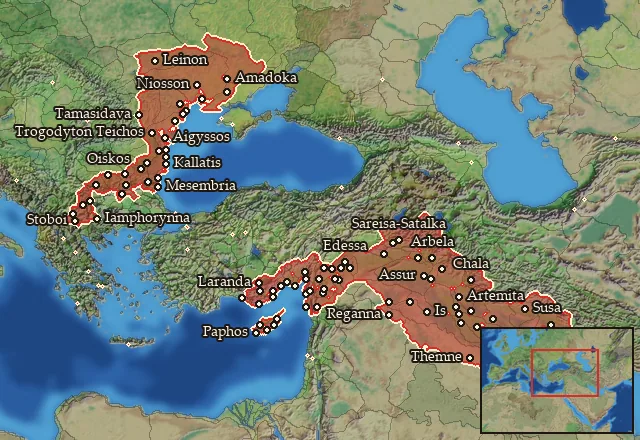 Leinon
Niosson
Amadoka
Tamasidava
Trogodyton Teichos
Aigyssos
Oiskos
Kallatis
Mesembria
Stoboi
Iamphorynna
Sareisa-Satalka
Edessa
Arbela
Chala
Assur
Laranda
Artemita
Reganna
Is
Susa
Paphos
Themne